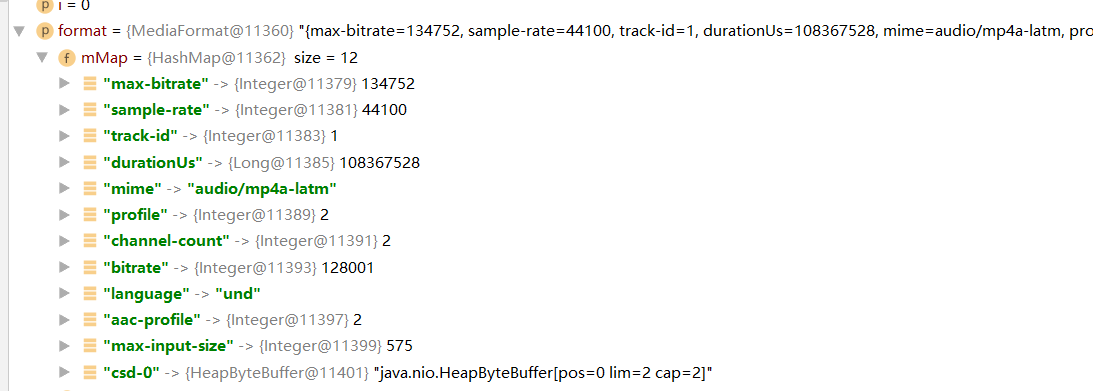 p i = 0
p format = {MediaFormat@11360} "{max-bitrate=134752, sample-rate=44100, track-id=1, durationUs=108367528, mime=audio/mp4a-latm, pro
f mMap = {HashMap@11362} size = 12
"max-bitrate" -> {Integer@11379} 134752
"sample-rate" -> {Integer@11381} 44100
"track-id" -> {Integer@11383} 1
"durationUs" -> {Long@11385} 108367528
"mime" -> "audio/mp4a-latm"
"profile" -> {Integer@11389} 2
"channel-count" -> {Integer@11391} 2
"bitrate" -> {Integer@11393} 128001
"language" -> "und"
"aac-profile" -> {Integer@11397} 2
"max-input-size" -> {Integer@11399} 575
"csd-0" -> {HeapByteBuffer@11401} "java.nio.HeapByteBuffer[pos=0 lim=2 cap=2]"